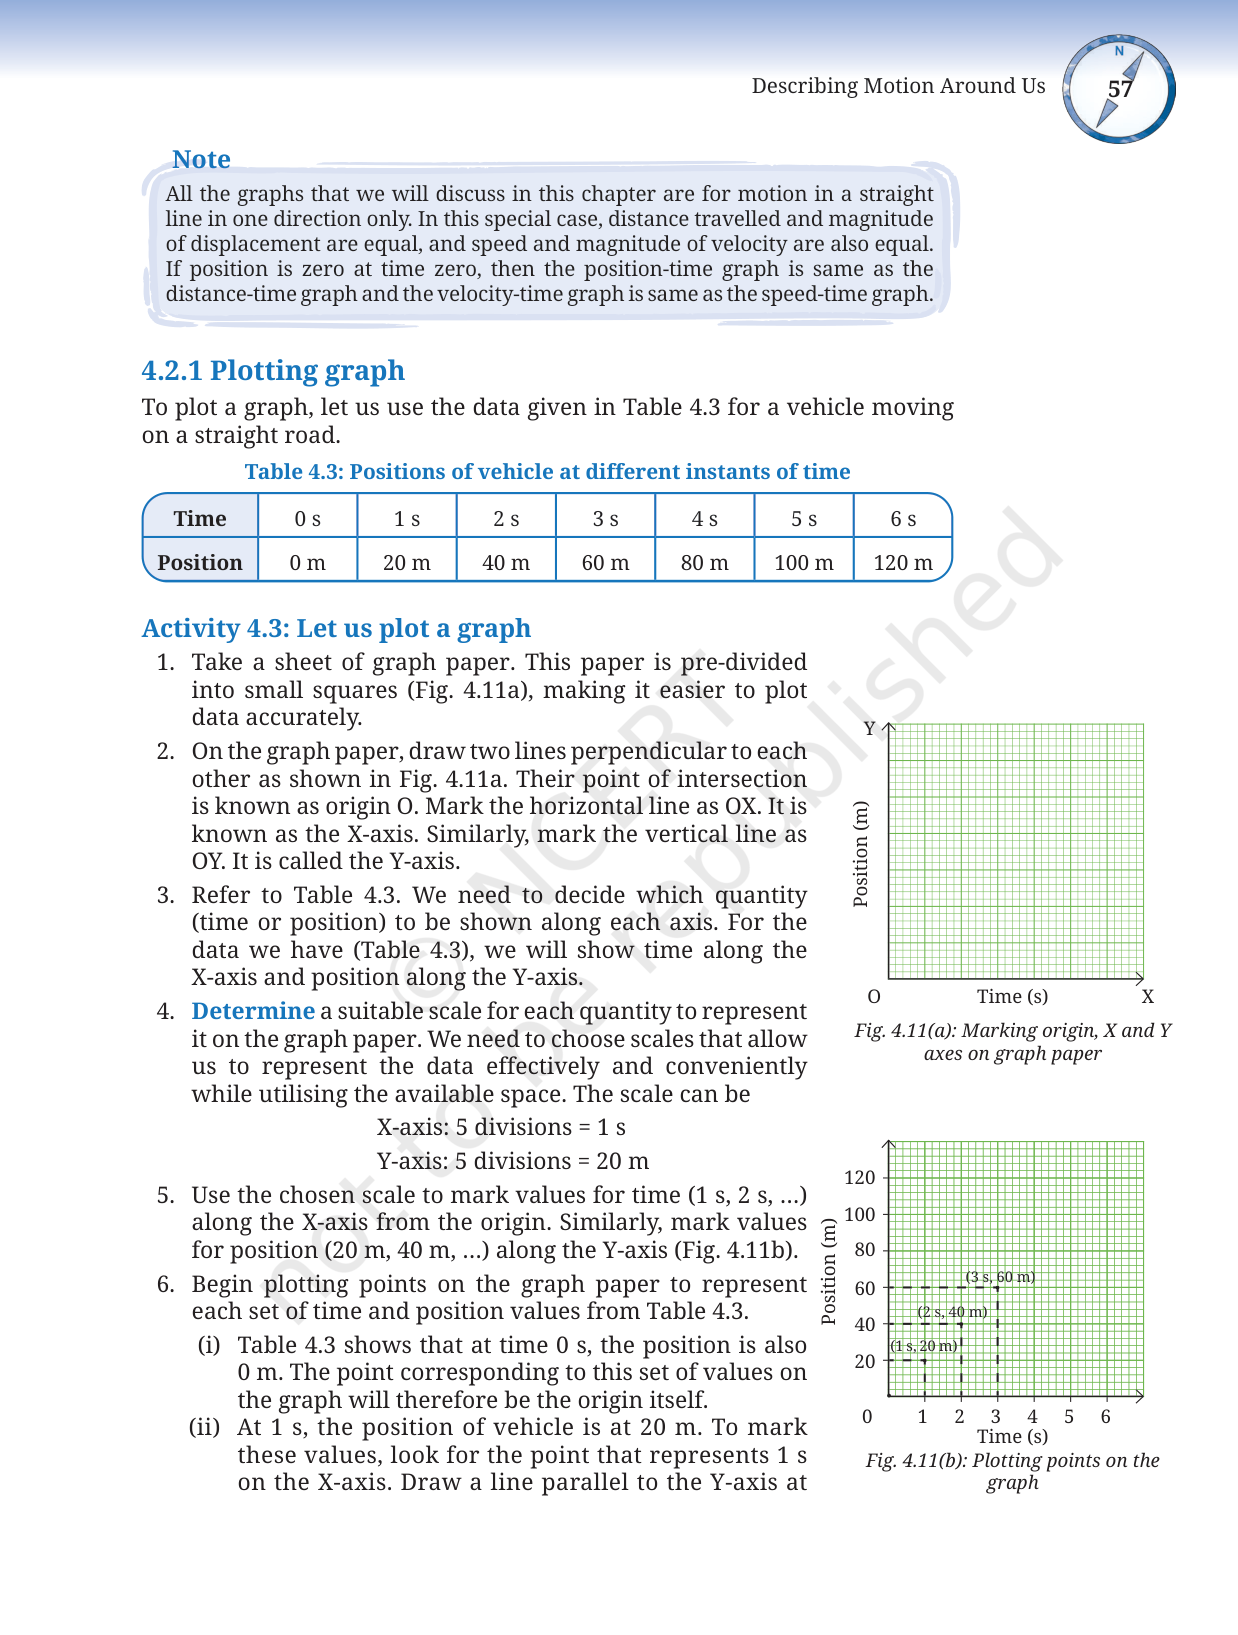 Describing Motion Around Us
N
57
Note
All the graphs that we will discuss in this chapter are for motion in a straight
line in one direction only. In this special case, distance travelled and magnitude
of displacement are equal, and speed and magnitude of velocity are also equal.
If position is zero at time zero, then the position-time graph is same as the
distance-time graph and the velocity-time graph is same as the speed-time graph.
4.2.1 Plotting graph
To plot a graph, let us use the data given in Table 4.3 for a vehicle moving
on a straight road.
Table 4.3: Positions of vehicle at different instants of time
Time 0 s 1 s 2 s 3 s 4 s 5 s 6 s
Position 0 m 20 m 40 m 60 m 80 m 100 m 120 m
Activity 4.3: Let us plot a graph
1. Take a sheet of graph paper. This paper is pre-divided
into small squares (Fig. 4.11a), making it easier to plot
data accurately.
2. On the graph paper, draw two lines perpendicular to each
other as shown in Fig. 4.11a. Their point of intersection
is known as origin O. Mark the horizontal line as OX. It is
known as the X-axis. Similarly, mark the vertical line as
OY. It is called the Y-axis.
3. Refer to Table 4.3. We need to decide which quantity
(time or position) to be shown along each axis. For the
data we have (Table 4.3), we will show time along the
X-axis and position along the Y-axis.
4. Determine a suitable scale for each quantity to represent
it on the graph paper. We need to choose scales that allow
us to represent the data effectively and conveniently
while utilising the available space. The scale can be
X-axis: 5 divisions = 1 s
Y-axis: 5 divisions = 20 m
5. Use the chosen scale to mark values for time (1 s, 2 s, ...)
along the X-axis from the origin. Similarly, mark values
for position (20 m, 40 m, ...) along the Y-axis (Fig. 4.11b).
6. Begin plotting points on the graph paper to represent
each set of time and position values from Table 4.3.
(i) Table 4.3 shows that at time 0 s, the position is also
0 m. The point corresponding to this set of values on
the graph will therefore be the origin itself.
(ii) At 1 s, the position of vehicle is at 20 m. To mark
these values, look for the point that represents 1 s
on the X-axis. Draw a line parallel to the Y-axis at
Y
Position (m)
O Time (s) X
Fig. 4.11(a): Marking origin, X and Y
axes on graph paper
120
100
80
60
40
20
Position (m)
(3 s, 60 m)
(2 s, 40 m)
(1 s, 20 m)
0 1 2 3 4 5 6
Time (s)
Fig. 4.11(b): Plotting points on the
graph
© NCERT
not to be republished